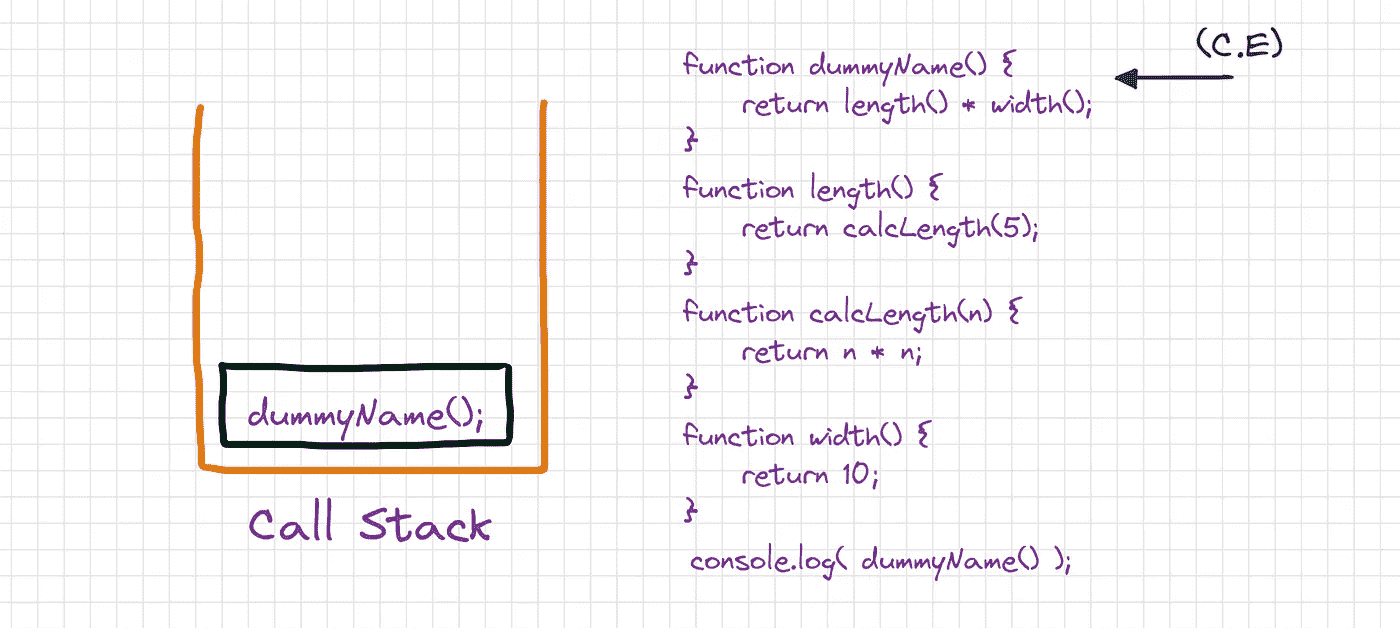 (C.E)
function dummyName() {
return length() * width();
}
function length() {
return calcLength(5);
}
function calcLength(n) {
return n * n;
}
function width() {
return 10;
}
console.log( dummyName() );
dummyName();
Call Stack